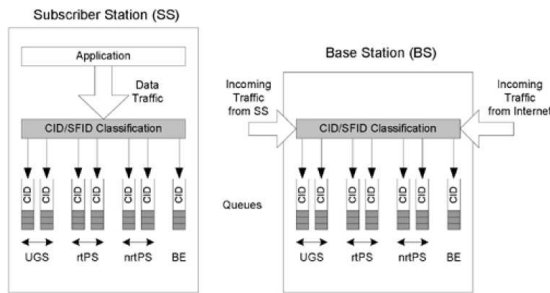 Subscriber Station (SS)
Application
Data
Traffic
CID/SFID Classification
CID CID CID CID CID CID CID
UGS rtPS nrtPS BE
Base Station (BS)
Incoming
Traffic
from SS
Incoming
Traffic
from Internet
CID/SFID Classification
Queues
CID CID CID CID CID CID CID
UGS rtPS nrtPS BE